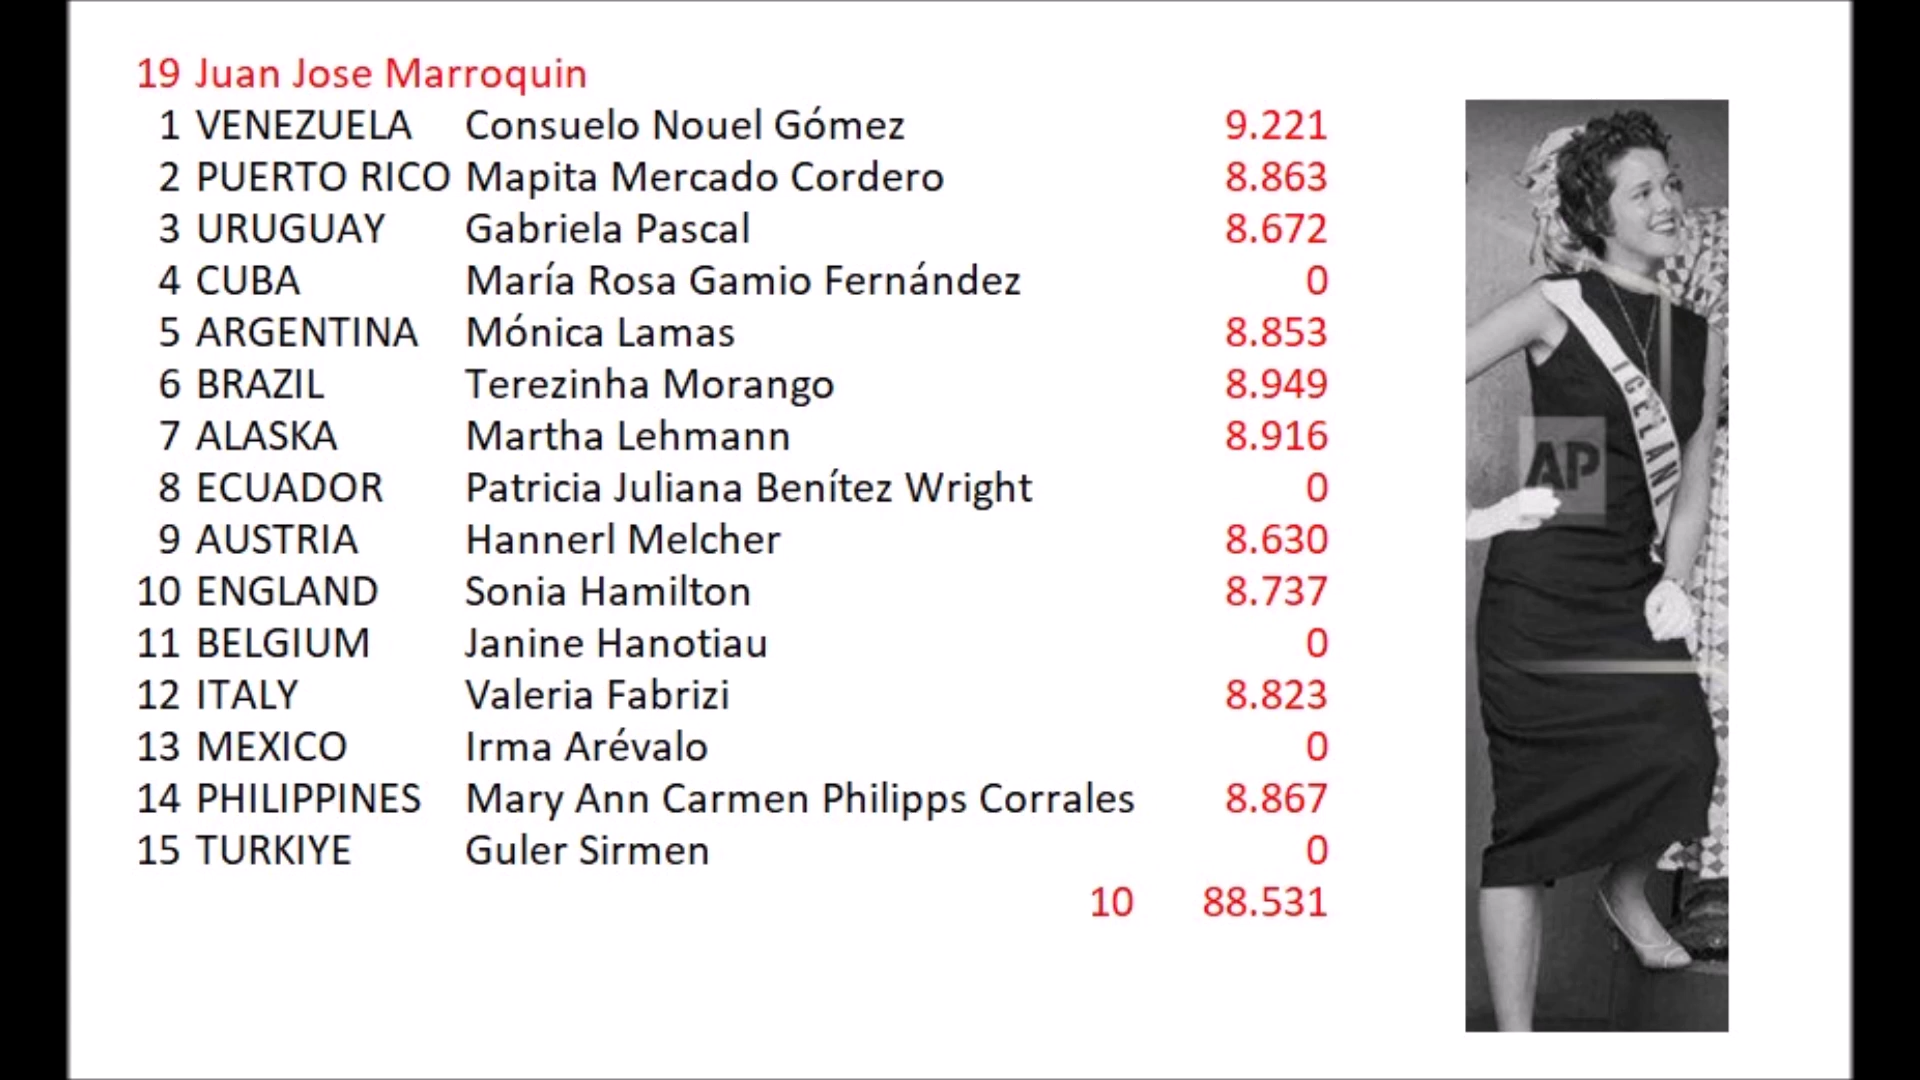 19 Juan Jose Marroquin
1 VENEZUELA Consuelo Nouel Gómez 9.221
2 PUERTO RICO Mapita Mercado Cordero 8.863
3 URUGUAY Gabriela Pascal 8.672
4 CUBA María Rosa Gamio Fernández 0
5 ARGENTINA Mónica Lamas 8.853
6 BRAZIL Terezinha Morango 8.949
7 ALASKA Martha Lehmann 8.916
8 ECUADOR Patricia Juliana Benítez Wright 0
9 AUSTRIA Hannerl Melcher 8.630
10 ENGLAND Sonia Hamilton 8.737
11 BELGIUM Janine Hanotiau 0
12 ITALY Valeria Fabrizi 8.823
13 MEXICO Irma Arévalo 0
14 PHILIPPINES Mary Ann Carmen Philipps Corrales 8.867
15 TURKIYE Guler Sirmen 0
10 88.531
ICELAND
AP